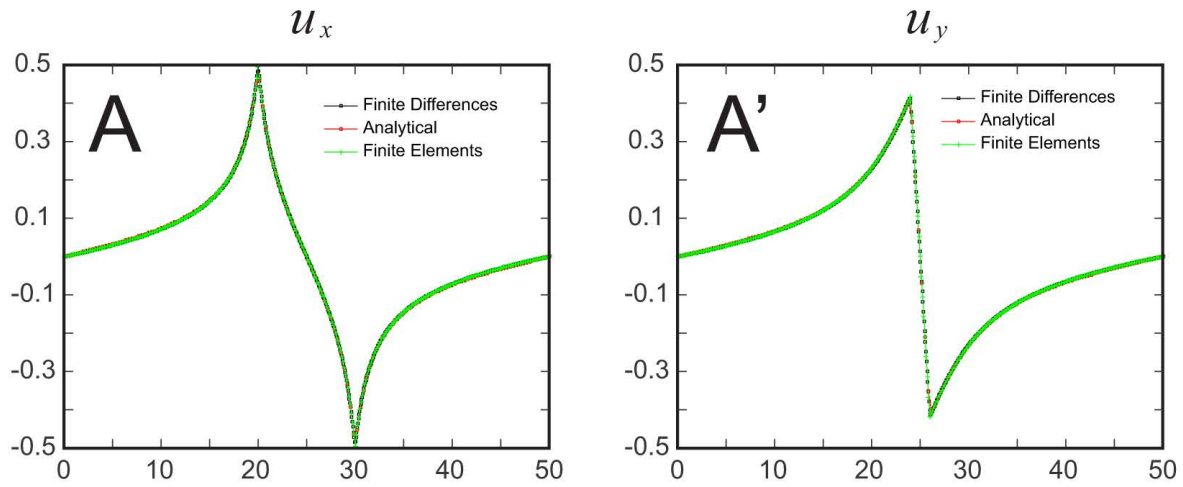 u_x
u_y
0.5
0.3
0.1
-0.1
-0.3
-0.5
A
Finite Differences
Analytical
Finite Elements
0 10 20 30 40 50
0.5
0.3
0.1
-0.1
-0.3
-0.5
A’
Finite Differences
Analytical
Finite Elements
0 10 20 30 40 50